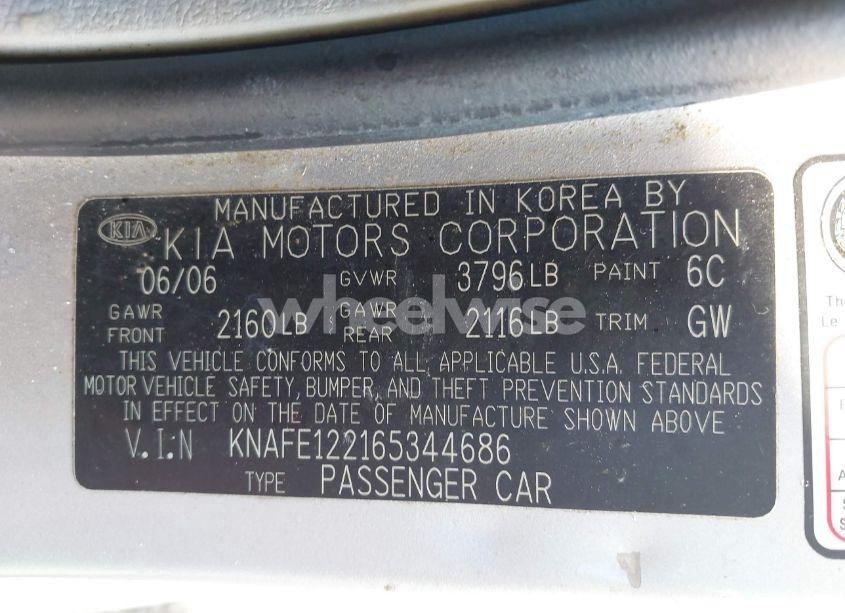 MANUFACTURED IN KOREA BY
KIA KIA MOTORS CORPORATION
06/06 GVWR 3796LB PAINT 6C
GAWR FRONT 2160LB GAWR REAR 2116LB TRIM GW
wheelwise
THIS VEHICLE CONFORMS TO ALL APPLICABLE U.S.A. FEDERAL
MOTOR VEHICLE SAFETY, BUMPER, AND THEFT PREVENTION STANDARDS
IN EFFECT ON THE DATE OF MANUFACTURE SHOWN ABOVE
V.I.N KNAFE122165344686
TYPE PASSENGER CAR
Th
Le